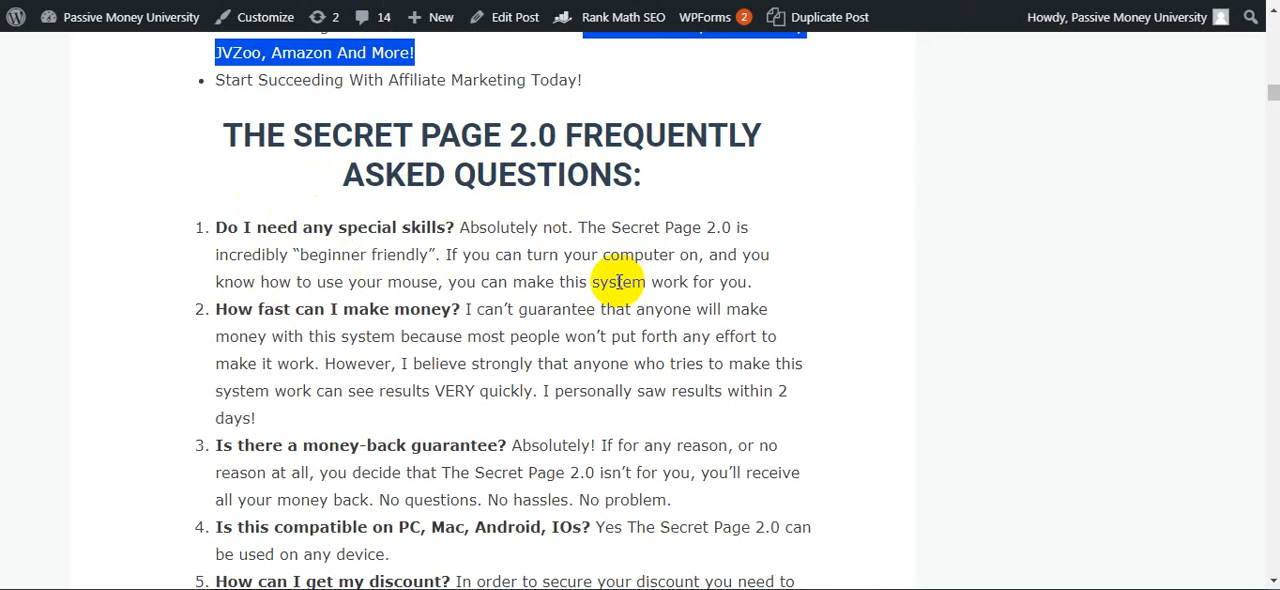 Passive Money University Customize 2 14 New Edit Post Rank Math SEO WPForms 2 Duplicate Post Howdy, Passive Money University
JVZoo, Amazon And More!
• Start Succeeding With Affiliate Marketing Today!
THE SECRET PAGE 2.0 FREQUENTLY
ASKED QUESTIONS:
1. Do I need any special skills? Absolutely not. The Secret Page 2.0 is
incredibly “beginner friendly”. If you can turn your computer on, and you
know how to use your mouse, you can make this system work for you.
2. How fast can I make money? I can’t guarantee that anyone will make
money with this system because most people won’t put forth any effort to
make it work. However, I believe strongly that anyone who tries to make this
system work can see results VERY quickly. I personally saw results within 2
days!
3. Is there a money-back guarantee? Absolutely! If for any reason, or no
reason at all, you decide that The Secret Page 2.0 isn’t for you, you’ll receive
all your money back. No questions. No hassles. No problem.
4. Is this compatible on PC, Mac, Android, IOs? Yes The Secret Page 2.0 can
be used on any device.
5. How can I get my discount? In order to secure your discount you need to